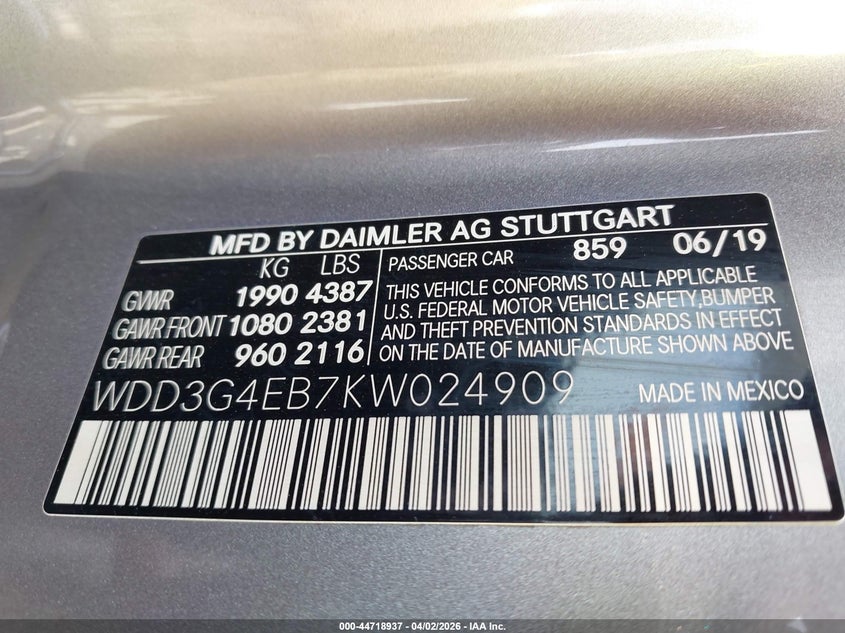 MFD BY DAIMLER AG STUTTGART
KG LBS
GVWR 1990 4387
GAWR FRONT 1080 2381
GAWR REAR 960 2116
PASSENGER CAR 859 06/19
THIS VEHICLE CONFORMS TO ALL APPLICABLE
U.S. FEDERAL MOTOR VEHICLE SAFETY,BUMPER
AND THEFT PREVENTION STANDARDS IN EFFECT
ON THE DATE OF MANUFACTURE SHOWN ABOVE
WDD3G4EB7KW024909 MADE IN MEXICO
000-44718937 - 04/02/2026 - IAA Inc.